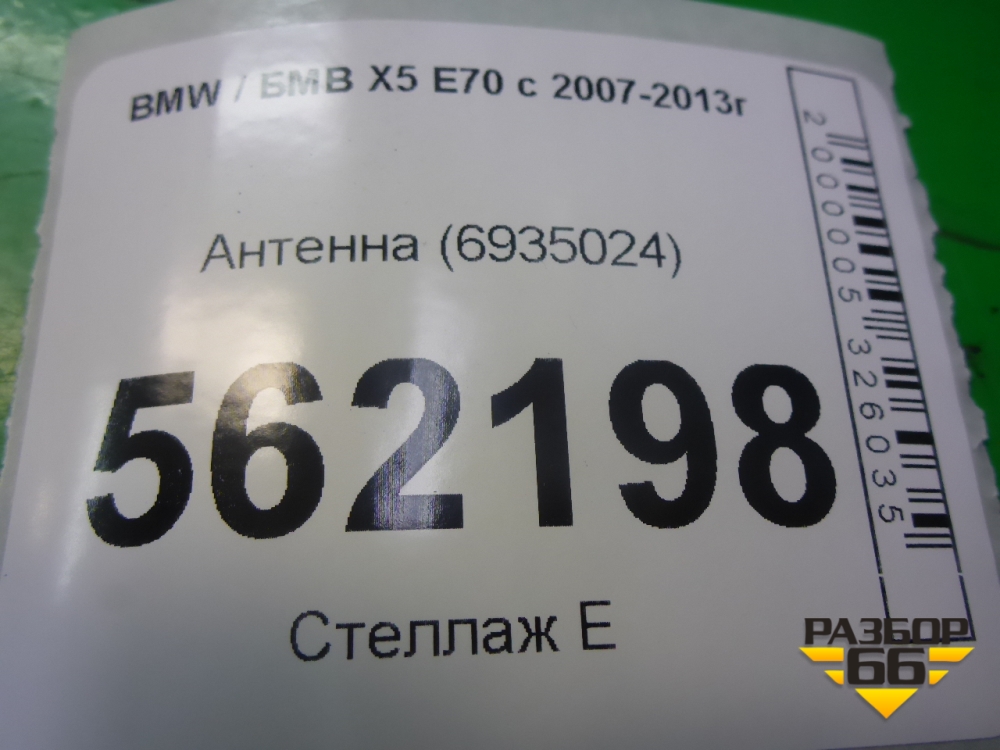 BMW / БМВ X5 E70 с 2007-2013г
Антенна (6935024)
562198
Стеллаж Е
2000005326035
РАЗБОР
66